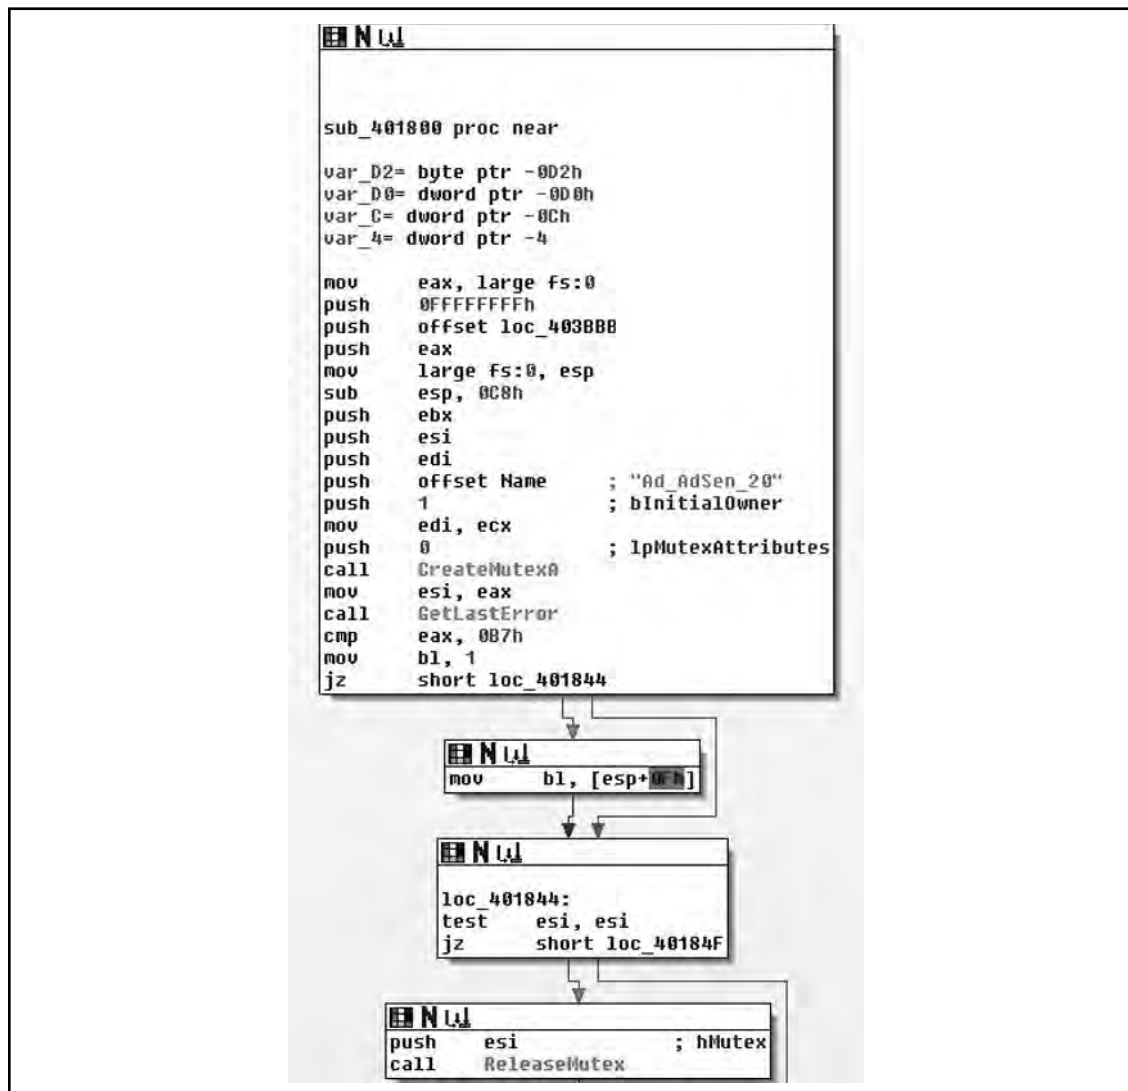 sub_401800 proc near
var_D2= byte ptr -0D2h
var_D0= dword ptr -0D0h
var_C= dword ptr -0Ch
var_4= dword ptr -4
mov eax, large fs:0
push 0FFFFFFFFh
push offset loc_403BBB
push eax
mov large fs:0, esp
sub esp, 0C8h
push ebx
push esi
push edi
push offset Name ; "Ad_AdSen_20"
push 1 ; bInitialOwner
mov edi, ecx
push 0 ; lpMutexAttributes
call CreateMutexA
mov esi, eax
call GetLastError
cmp eax, 0B7h
mov bl, 1
jz short loc_401844
mov bl, [esp+0Fh]
loc_401844:
test esi, esi
jz short loc_40184F
push esi ; hMutex
call ReleaseMutex